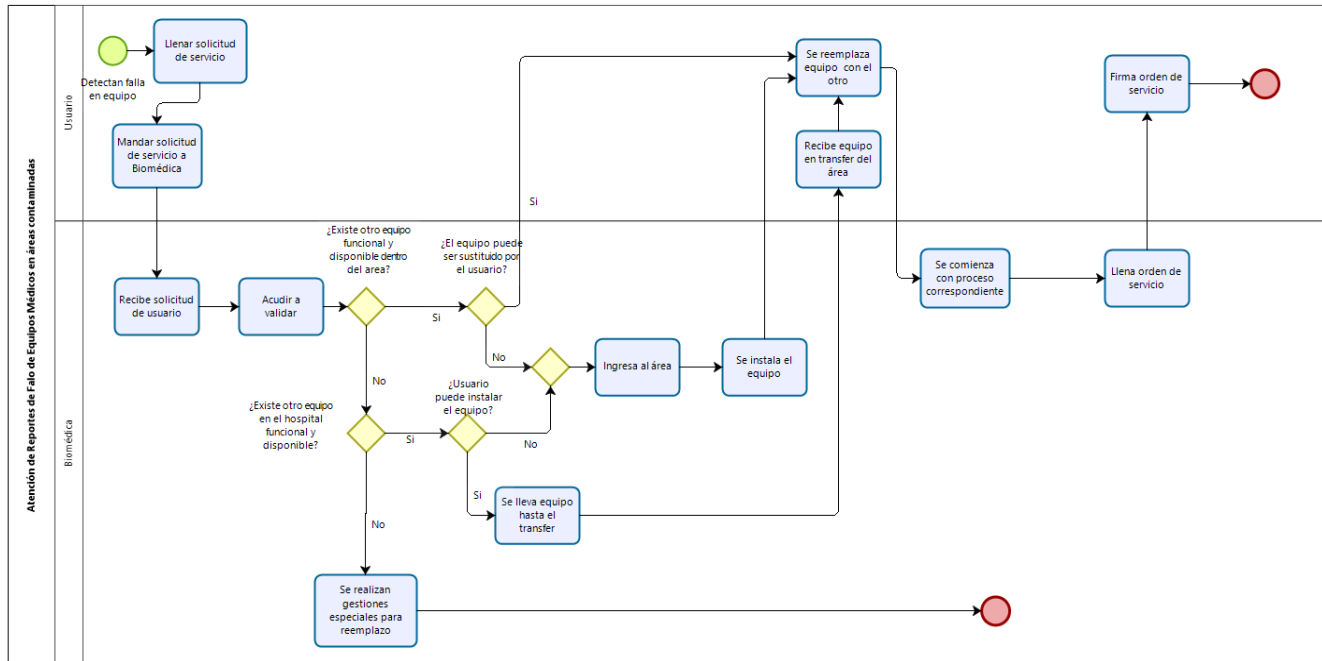 Atención de Reportes de Falo de Equipos Médicos en áreas contaminadas
Usuario
Detectan falla
en equipo
Llenar solicitud
de servicio
Mandar solicitud
de servicio a
Biomédica
Se reemplaza
equipo con el
otro
Recibe equipo
en transfer del
área
Firma orden de
servicio
Biomédica
Recibe solicitud
de usuario
Acudir a
validar
¿Existe otro equipo
funcional y
disponible dentro
del area?
Si
No
¿El equipo puede
ser sustituido por
el usuario?
Si
No
Ingresa al área
Se instala el
equipo
¿Existe otro equipo
en el hospital
funcional y
disponible?
Si
No
¿Usuario
puede instalar
el equipo?
No
Si
Se lleva equipo
hasta el
transfer
Se realizan
gestiones
especiales para
reemplazo
Se comienza
con proceso
correspondiente
Llena orden de
servicio